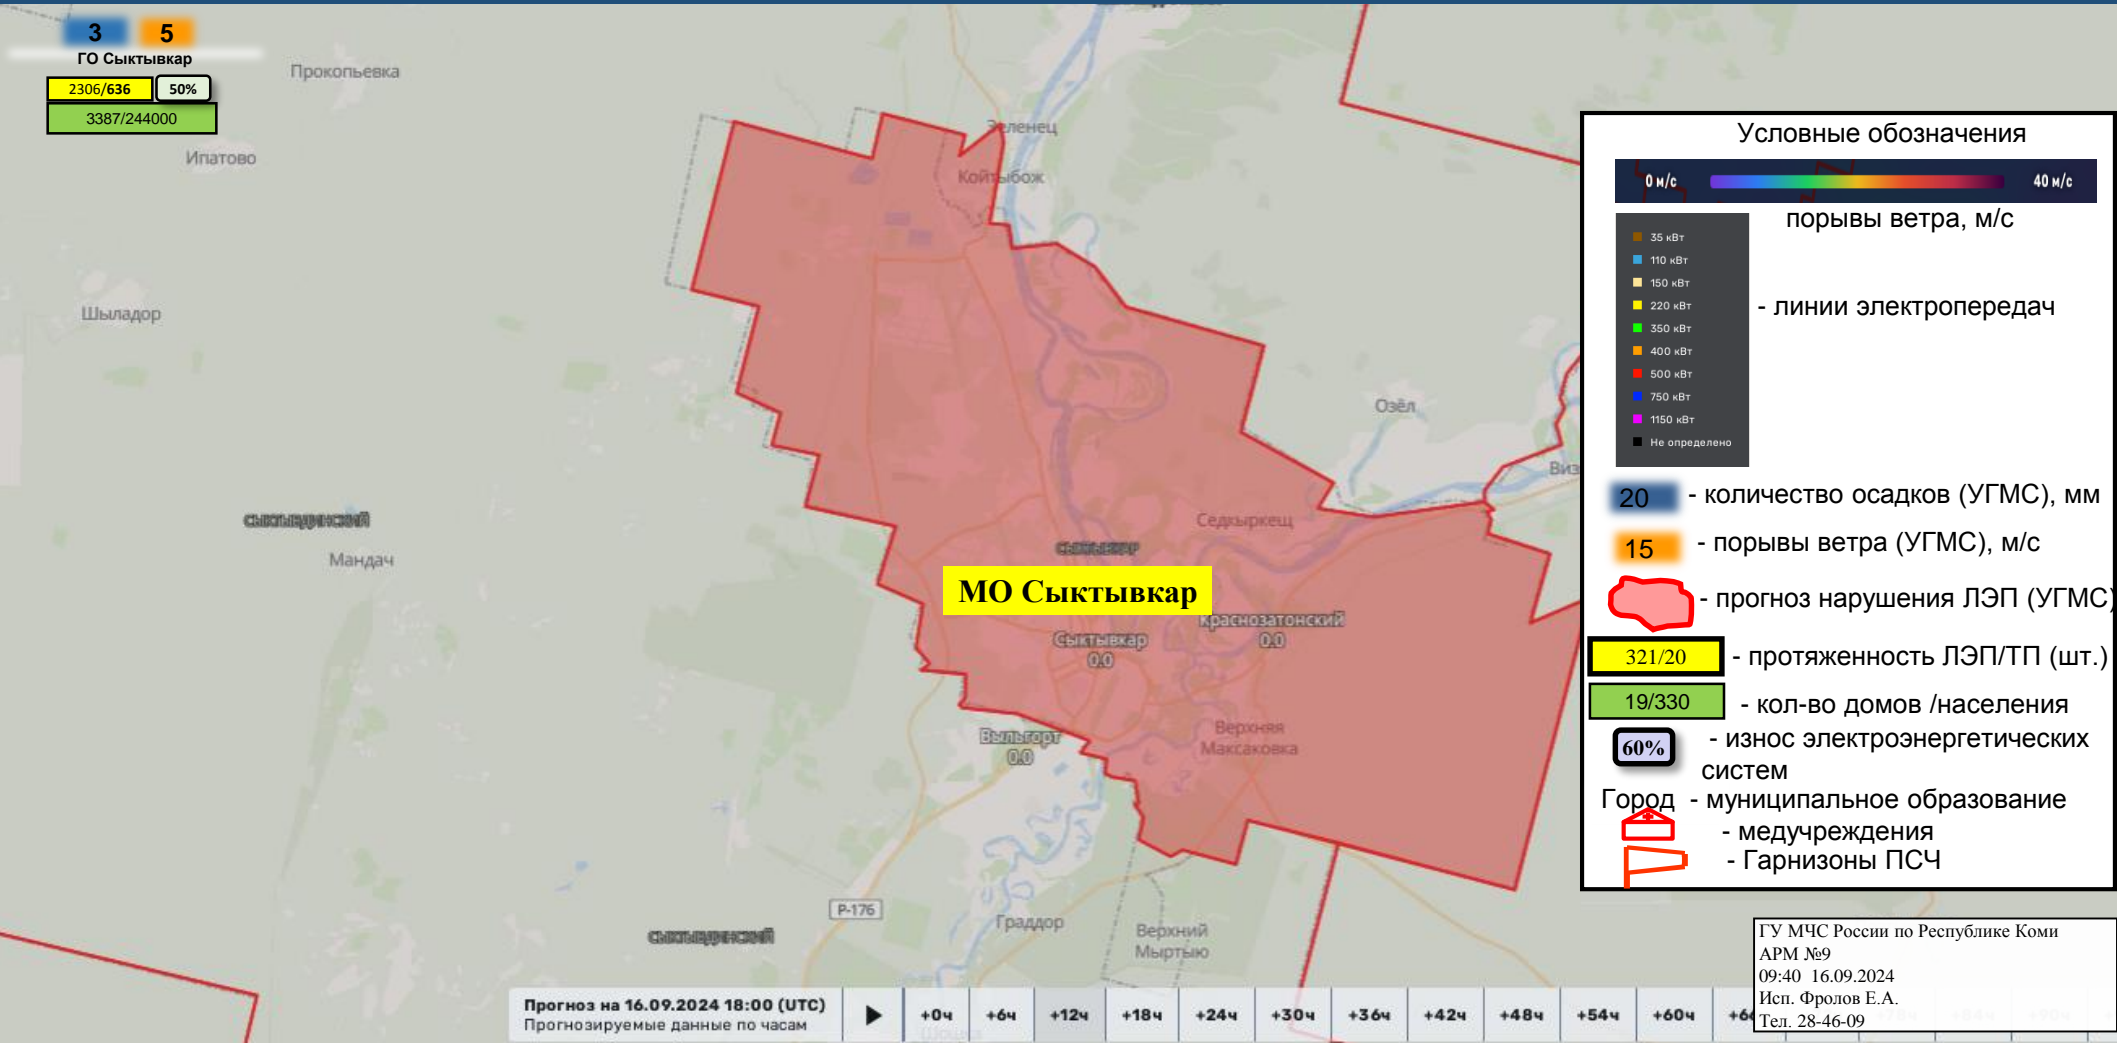 3 5
ГО Сыктывкар
2306/636 50%
3387/244000
Прокопьевка
Ипатово
Шыладор
сыктывдинский
Мандач
Зеленец
Койтыбож
Озёл
Седкыркещ
сыктывкар
МО Сыктывкар
Краснозатонский
0.0
Сыктывкар
0.0
Верхняя
Максаковка
Выльгорт
0.0
Р-176
сыктывдинский
Граддор
Верхний
Мыртыю
Условные обозначения
0 м/с 40 м/с
порывы ветра, м/с
35 кВт
110 кВт
150 кВт
220 кВт
350 кВт
400 кВт
500 кВт
750 кВт
1150 кВт
Не определено
- линии электропередач
20 - количество осадков (УГМС), мм
15 - порывы ветра (УГМС), м/с
- прогноз нарушения ЛЭП (УГМС)
321/20 - протяженность ЛЭП/ТП (шт.)
19/330 - кол-во домов /населения
60% - износ электроэнергетических
систем
Город - муниципальное образование
- медучреждения
- Гарнизоны ПСЧ
ГУ МЧС России по Республике Коми
АРМ №9
09:40 16.09.2024
Исп. Фролов Е.А.
Тел. 28-46-09
Прогноз на 16.09.2024 18:00 (UTC)
Прогнозируемые данные по часам
+0ч +6ч +12ч +18ч +24ч +30ч +36ч +42ч +48ч +54ч +60ч